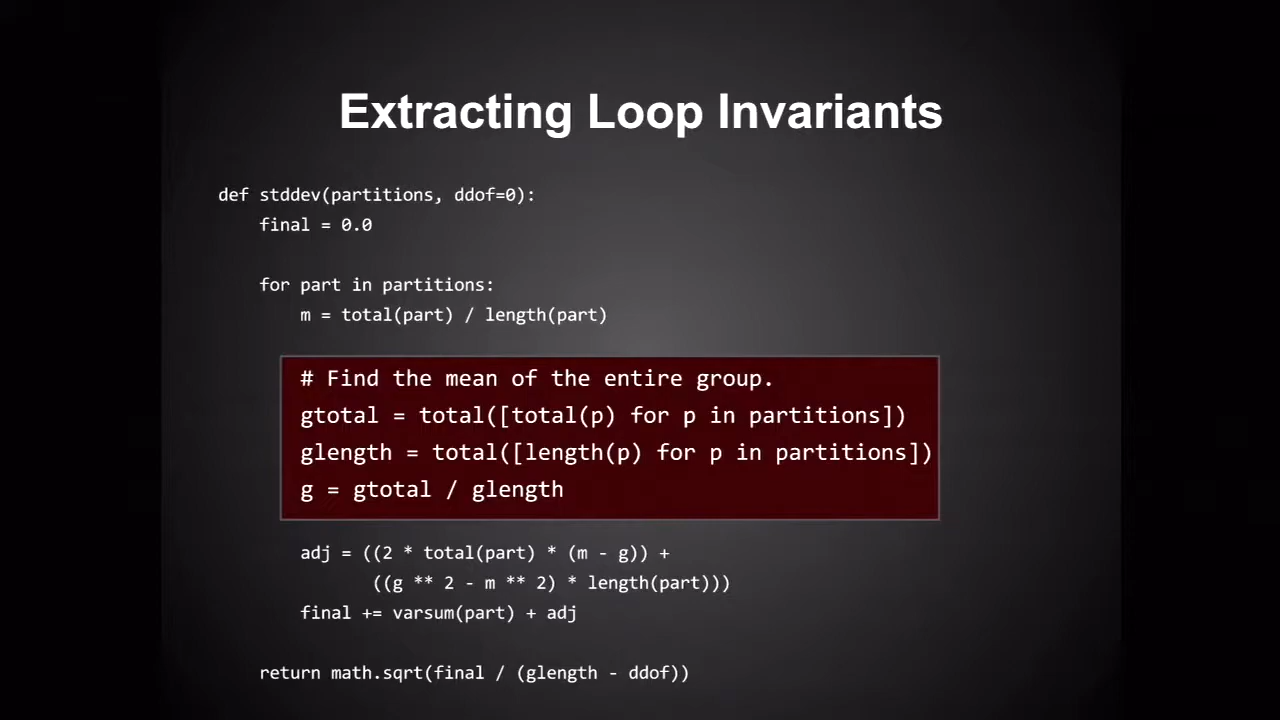 Extracting Loop Invariants
def stddev(partitions, ddof=0):
final = 0.0
for part in partitions:
m = total(part) / length(part)
# Find the mean of the entire group.
gtotal = total([total(p) for p in partitions])
glength = total([length(p) for p in partitions])
g = gtotal / glength
adj = ((2 * total(part) * (m - g)) +
((g ** 2 - m ** 2) * length(part)))
final += varsum(part) + adj
return math.sqrt(final / (glength - ddof))